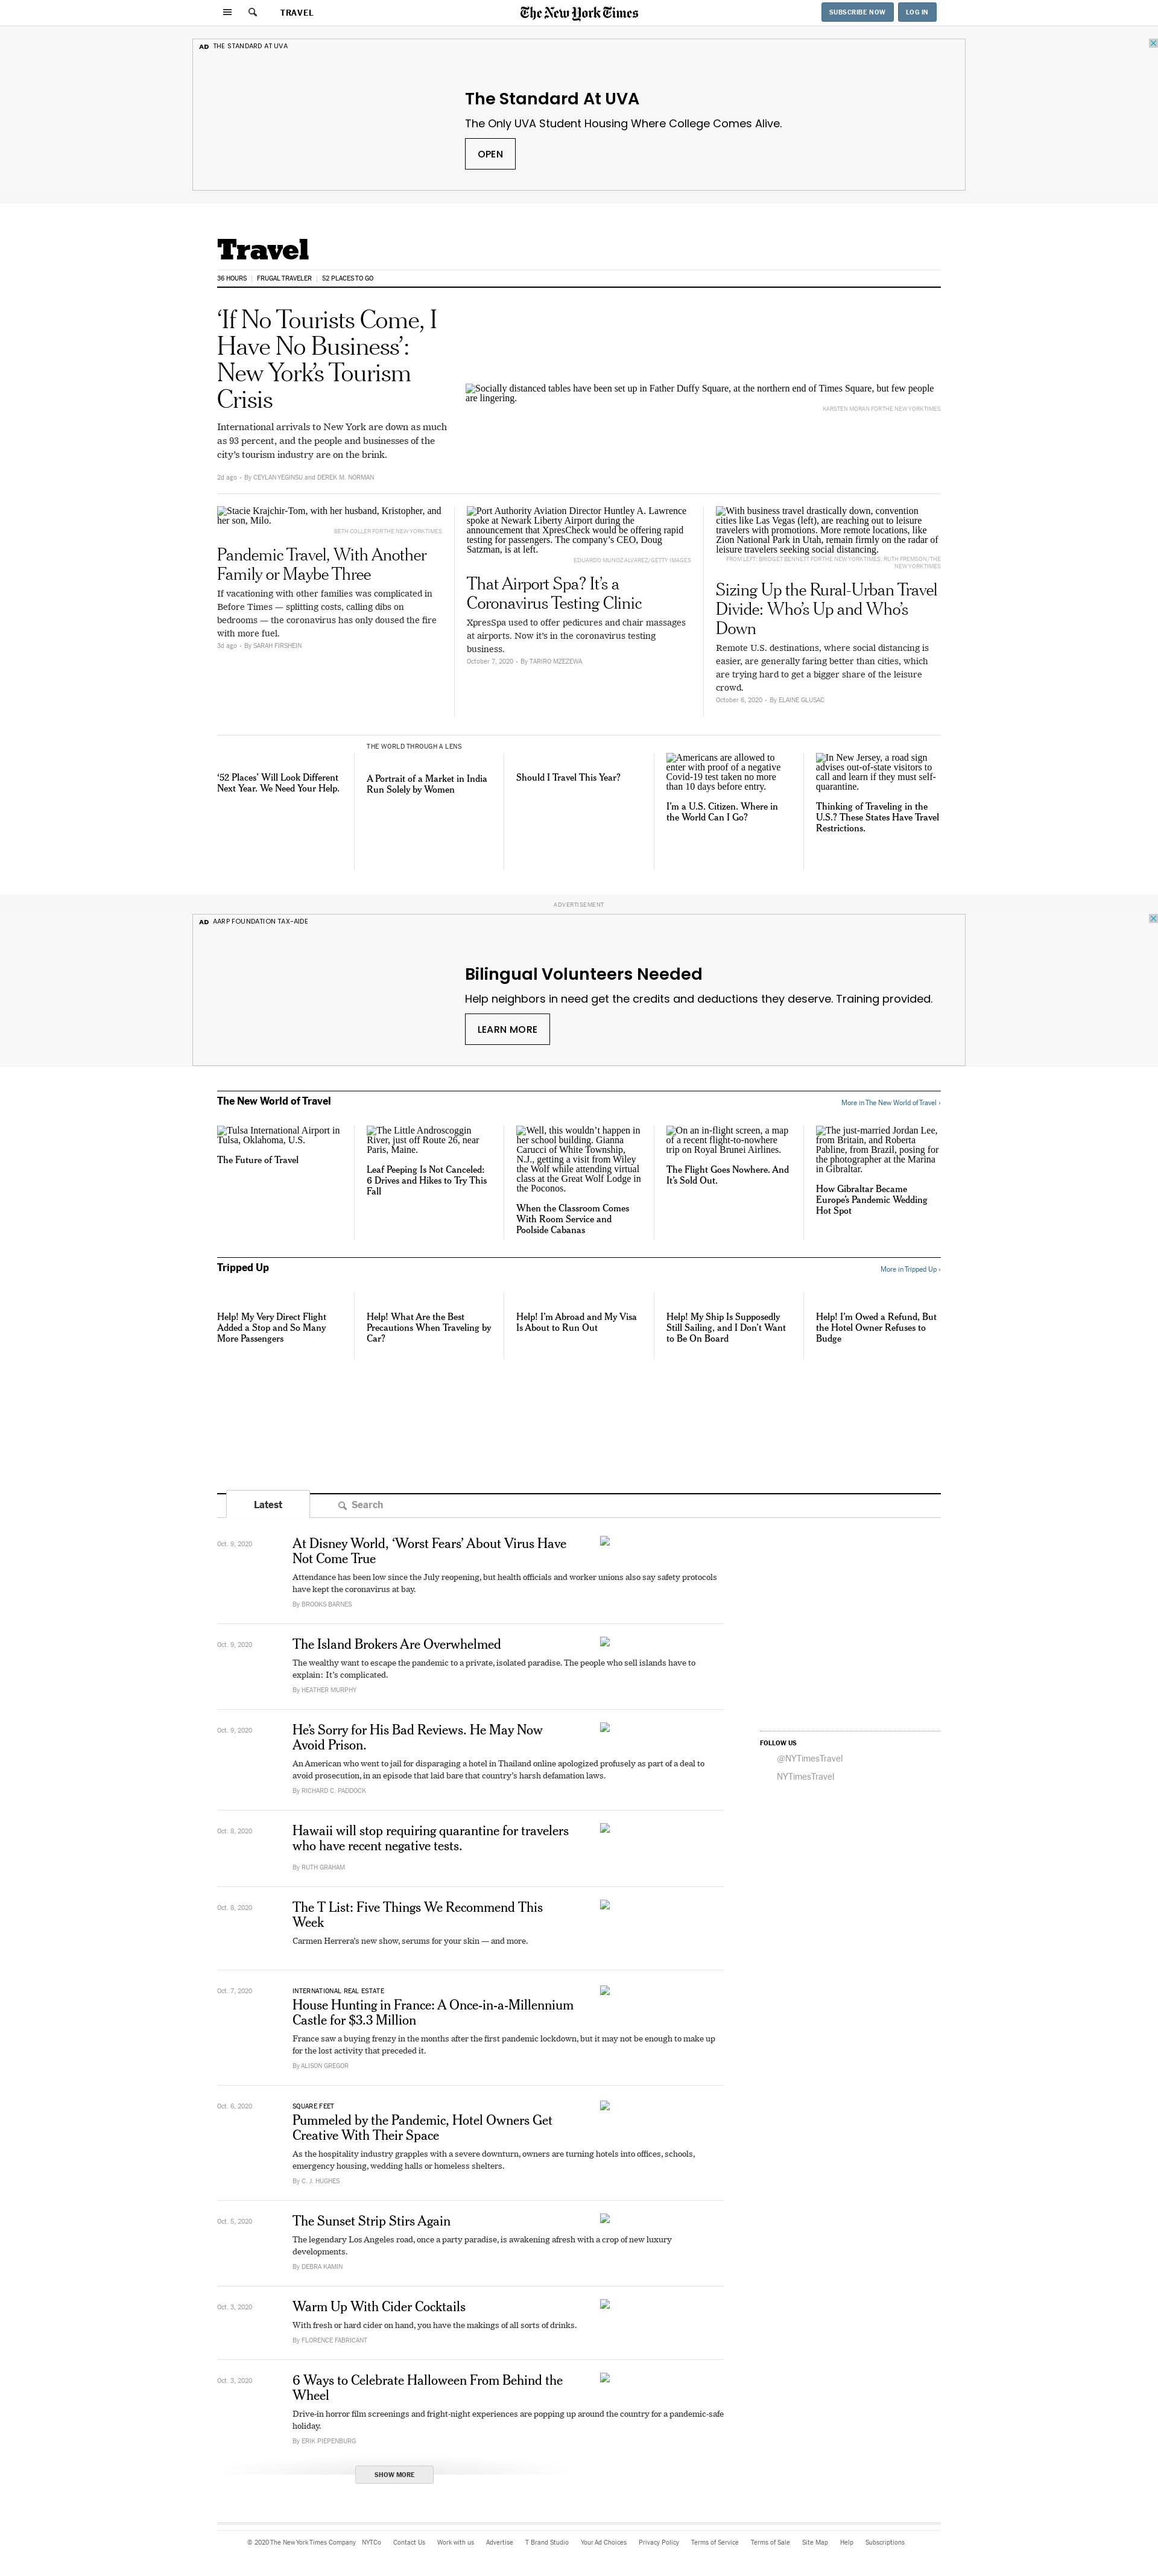 TRAVEL
The New York Times
SUBSCRIBE NOW
LOG IN
AD THE STANDARD AT UVA
The Standard At UVA
The Only UVA Student Housing Where College Comes Alive.
OPEN
Travel
36 HOURS | FRUGAL TRAVELER | 52 PLACES TO GO
‘If No Tourists Come, I
Have No Business’:
New York’s Tourism
Crisis
International arrivals to New York are down as much
as 93 percent, and the people and businesses of the
city’s tourism industry are on the brink.
2d ago • By CEYLAN YEGINSU and DEREK M. NORMAN
Socially distanced tables have been set up in Father Duffy Square, at the northern end of Times Square, but few people
are lingering.
KARSTEN MORAN FOR THE NEW YORK TIMES
Stacie Krajchir-Tom, with her husband, Kristopher, and
her son, Milo.
BETH COLLER FOR THE NEW YORK TIMES
Pandemic Travel, With Another
Family or Maybe Three
If vacationing with other families was complicated in
Before Times — splitting costs, calling dibs on
bedrooms — the coronavirus has only doused the fire
with more fuel.
3d ago • By SARAH FIRSHEIN
Port Authority Aviation Director Huntley A. Lawrence
spoke at Newark Liberty Airport during the
announcement that XpresCheck would be offering rapid
testing for passengers. The company’s CEO, Doug
Satzman, is at left.
EDUARDO MUNOZ ALVAREZ/GETTY IMAGES
That Airport Spa? It’s a
Coronavirus Testing Clinic
XpresSpa used to offer pedicures and chair massages
at airports. Now it’s in the coronavirus testing
business.
October 7, 2020 • By TARIRO MZEZEWA
With business travel drastically down, convention
cities like Las Vegas (left), are reaching out to leisure
travelers with promotions. More remote locations, like
Zion National Park in Utah, remain firmly on the radar of
leisure travelers seeking social distancing.
FROM LEFT: BRIDGET BENNETT FOR THE NEW YORK TIMES; RUTH FREMSON/THE
NEW YORK TIMES
Sizing Up the Rural-Urban Travel
Divide: Who’s Up and Who’s
Down
Remote U.S. destinations, where social distancing is
easier, are generally faring better than cities, which
are trying hard to get a bigger share of the leisure
crowd.
October 6, 2020 • By ELAINE GLUSAC
‘52 Places’ Will Look Different
Next Year. We Need Your Help.
THE WORLD THROUGH A LENS
A Portrait of a Market in India
Run Solely by Women
Should I Travel This Year?
Americans are allowed to
enter with proof of a negative
Covid-19 test taken no more
than 10 days before entry.
I’m a U.S. Citizen. Where in
the World Can I Go?
In New Jersey, a road sign
advises out-of-state visitors to
call and learn if they must self-
quarantine.
Thinking of Traveling in the
U.S.? These States Have Travel
Restrictions.
ADVERTISEMENT
AD AARP FOUNDATION TAX-AIDE
Bilingual Volunteers Needed
Help neighbors in need get the credits and deductions they deserve. Training provided.
LEARN MORE
The New World of Travel
More in The New World of Travel ›
Tulsa International Airport in
Tulsa, Oklahoma, U.S.
The Future of Travel
The Little Androscoggin
River, just off Route 26, near
Paris, Maine.
Leaf Peeping Is Not Canceled:
6 Drives and Hikes to Try This
Fall
Well, this wouldn’t happen in
her school building. Gianna
Carucci of White Township,
N.J., getting a visit from Wiley
the Wolf while attending virtual
class at the Great Wolf Lodge in
the Poconos.
When the Classroom Comes
With Room Service and
Poolside Cabanas
On an in-flight screen, a map
of a recent flight-to-nowhere
trip on Royal Brunei Airlines.
The Flight Goes Nowhere. And
It’s Sold Out.
The just-married Jordan Lee,
from Britain, and Roberta
Pabline, from Brazil, posing for
the photographer at the Marina
in Gibraltar.
How Gibraltar Became
Europe’s Pandemic Wedding
Hot Spot
Tripped Up
More in Tripped Up ›
Help! My Very Direct Flight
Added a Stop and So Many
More Passengers
Help! What Are the Best
Precautions When Traveling by
Car?
Help! I’m Abroad and My Visa
Is About to Run Out
Help! My Ship Is Supposedly
Still Sailing, and I Don’t Want
to Be On Board
Help! I’m Owed a Refund, But
the Hotel Owner Refuses to
Budge
Latest
Search
Oct. 9, 2020
At Disney World, ‘Worst Fears’ About Virus Have
Not Come True
Attendance has been low since the July reopening, but health officials and worker unions also say safety protocols
have kept the coronavirus at bay.
By BROOKS BARNES
Oct. 9, 2020
The Island Brokers Are Overwhelmed
The wealthy want to escape the pandemic to a private, isolated paradise. The people who sell islands have to
explain: It’s complicated.
By HEATHER MURPHY
Oct. 9, 2020
He’s Sorry for His Bad Reviews. He May Now
Avoid Prison.
An American who went to jail for disparaging a hotel in Thailand online apologized profusely as part of a deal to
avoid prosecution, in an episode that laid bare that country’s harsh defamation laws.
By RICHARD C. PADDOCK
FOLLOW US
@NYTimesTravel
NYTimesTravel
Oct. 8, 2020
Hawaii will stop requiring quarantine for travelers
who have recent negative tests.
By RUTH GRAHAM
Oct. 8, 2020
The T List: Five Things We Recommend This
Week
Carmen Herrera’s new show, serums for your skin — and more.
Oct. 7, 2020
INTERNATIONAL REAL ESTATE
House Hunting in France: A Once-in-a-Millennium
Castle for $3.3 Million
France saw a buying frenzy in the months after the first pandemic lockdown, but it may not be enough to make up
for the lost activity that preceded it.
By ALISON GREGOR
Oct. 6, 2020
SQUARE FEET
Pummeled by the Pandemic, Hotel Owners Get
Creative With Their Space
As the hospitality industry grapples with a severe downturn, owners are turning hotels into offices, schools,
emergency housing, wedding halls or homeless shelters.
By C. J. HUGHES
Oct. 5, 2020
The Sunset Strip Stirs Again
The legendary Los Angeles road, once a party paradise, is awakening afresh with a crop of new luxury
developments.
By DEBRA KAMIN
Oct. 3, 2020
Warm Up With Cider Cocktails
With fresh or hard cider on hand, you have the makings of all sorts of drinks.
By FLORENCE FABRICANT
Oct. 3, 2020
6 Ways to Celebrate Halloween From Behind the
Wheel
Drive-in horror film screenings and fright-night experiences are popping up around the country for a pandemic-safe
holiday.
By ERIK PIEPENBURG
SHOW MORE
© 2020 The New York Times Company NYTCo Contact Us Work with us Advertise T Brand Studio Your Ad Choices Privacy Policy Terms of Service Terms of Sale Site Map Help Subscriptions